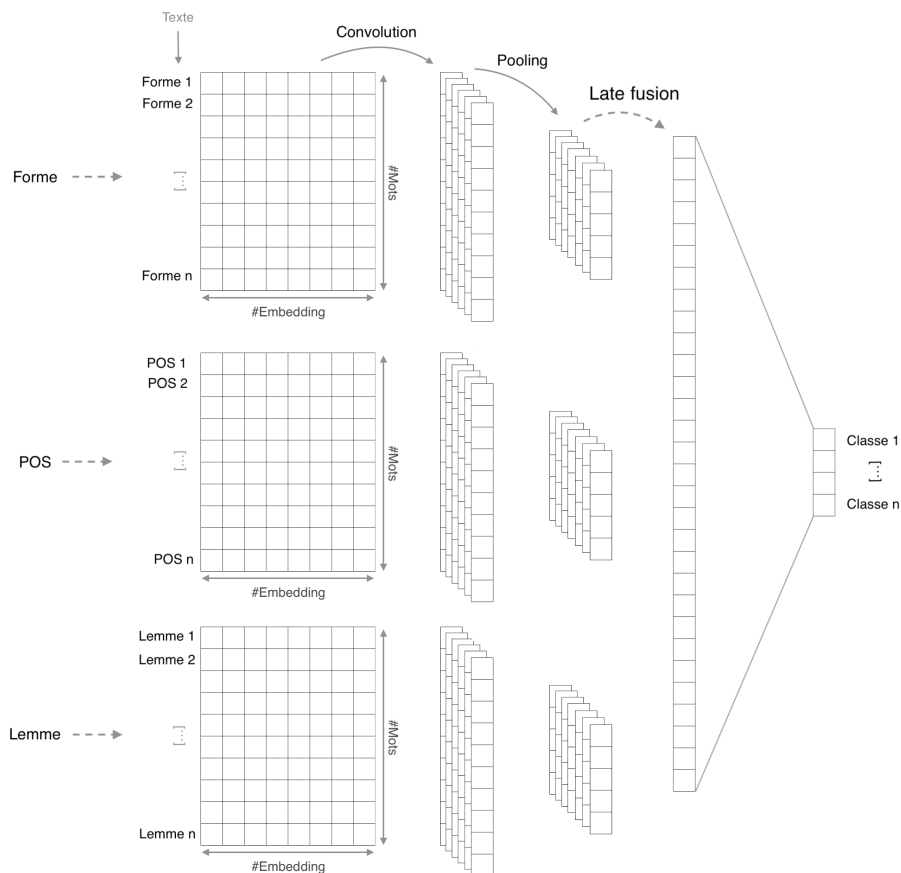 Texte
Convolution
Pooling
Late fusion
Forme 1
Forme 2
Forme
[...]
#Mots
Forme n
#Embedding
POS 1
POS 2
POS
[...]
#Mots
POS n
#Embedding
Classe 1
[...]
Classe n
Lemme 1
Lemme 2
Lemme
[...]
#Mots
Lemme n
#Embedding